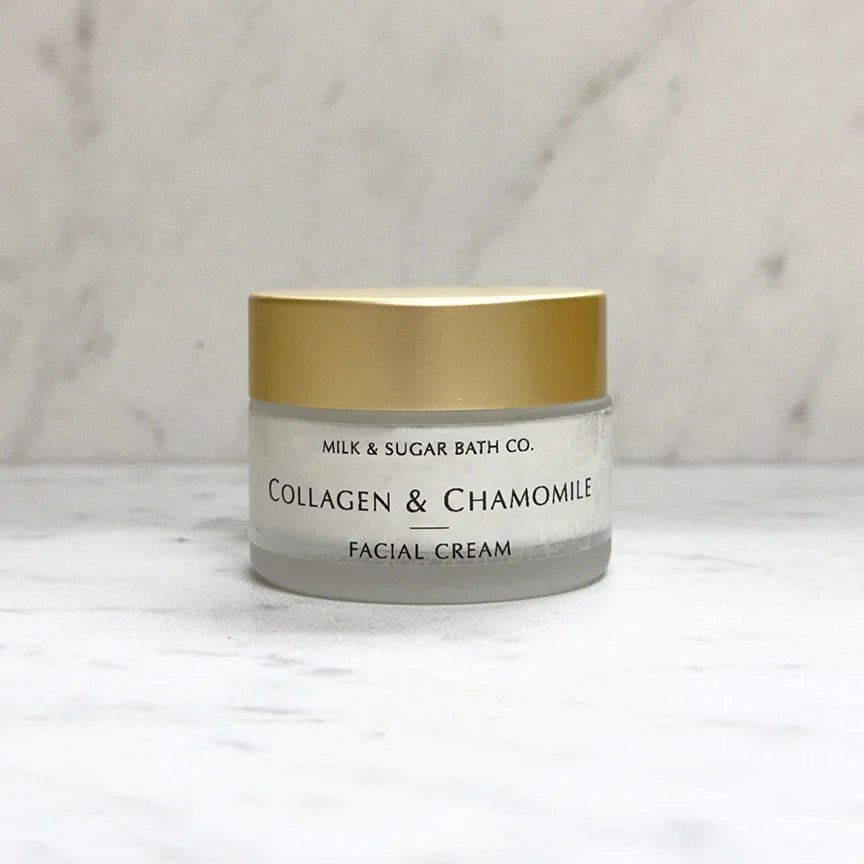 MILK & SUGAR BATH CO.
COLLAGEN & CHAMOMILE
FACIAL CREAM